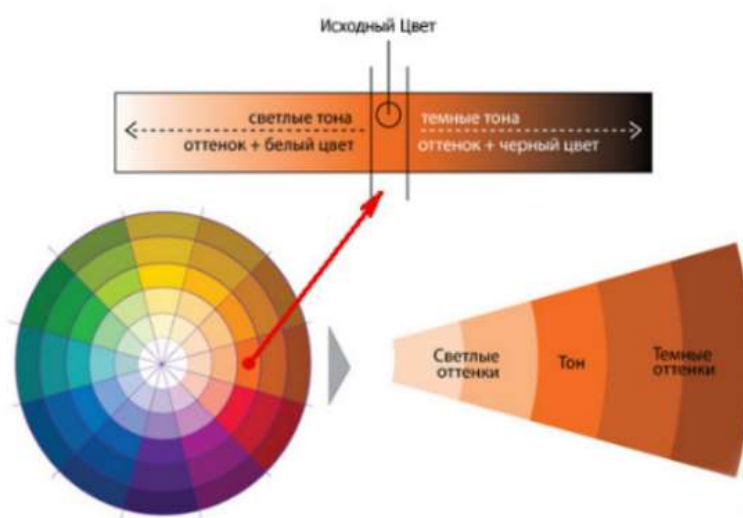 Исходный Цвет
светлые тона
оттенок + белый цвет
темные тона
оттенок + черный цвет
Светлые
оттенки
Тон
Темные
оттенки